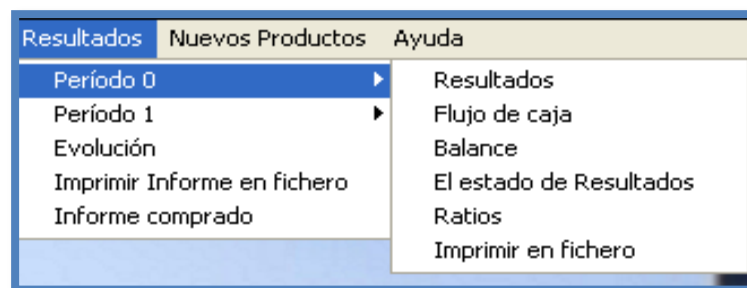 Resultados Nuevos Productos Ayuda
Período 0
Período 1
Evolución
Imprimir Informe en fichero
Informe comprado
Resultados
Flujo de caja
Balance
El estado de Resultados
Ratios
Imprimir en fichero